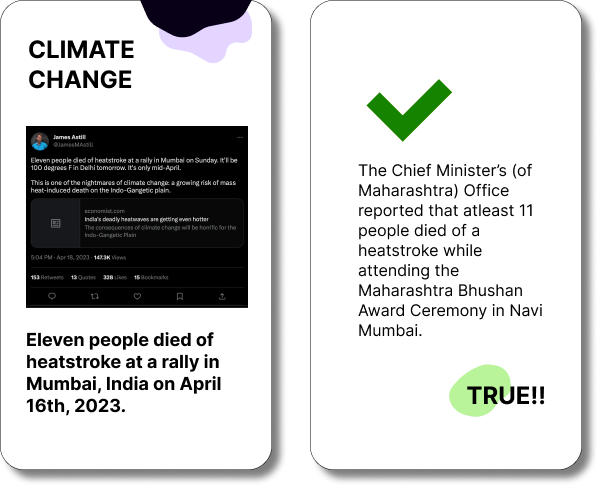 CLIMATE
CHANGE
James Astill
@JamesMAstill
Eleven people died of heatstroke at a rally in Mumbai on Sunday. It'll be
100 degrees F in Delhi tomorrow. It's only mid-April.
This is one of the nightmares of climate change: a growing risk of mass
heat-induced death on the Indo-Gangetic plain.
economist.com
India's deadly heatwaves are getting even hotter
The consequences of climate change will be horrific for the
Indo-Gangetic Plain
5:04 PM · Apr 18, 2023 · 147.3K Views
153 Retweets 13 Quotes 328 Likes 15 Bookmarks
Eleven people died of
heatstroke at a rally in
Mumbai, India on April
16th, 2023.
The Chief Minister's (of
Maharashtra) Office
reported that atleast 11
people died of a
heatstroke while
attending the
Maharashtra Bhushan
Award Ceremony in Navi
Mumbai.
TRUE!!